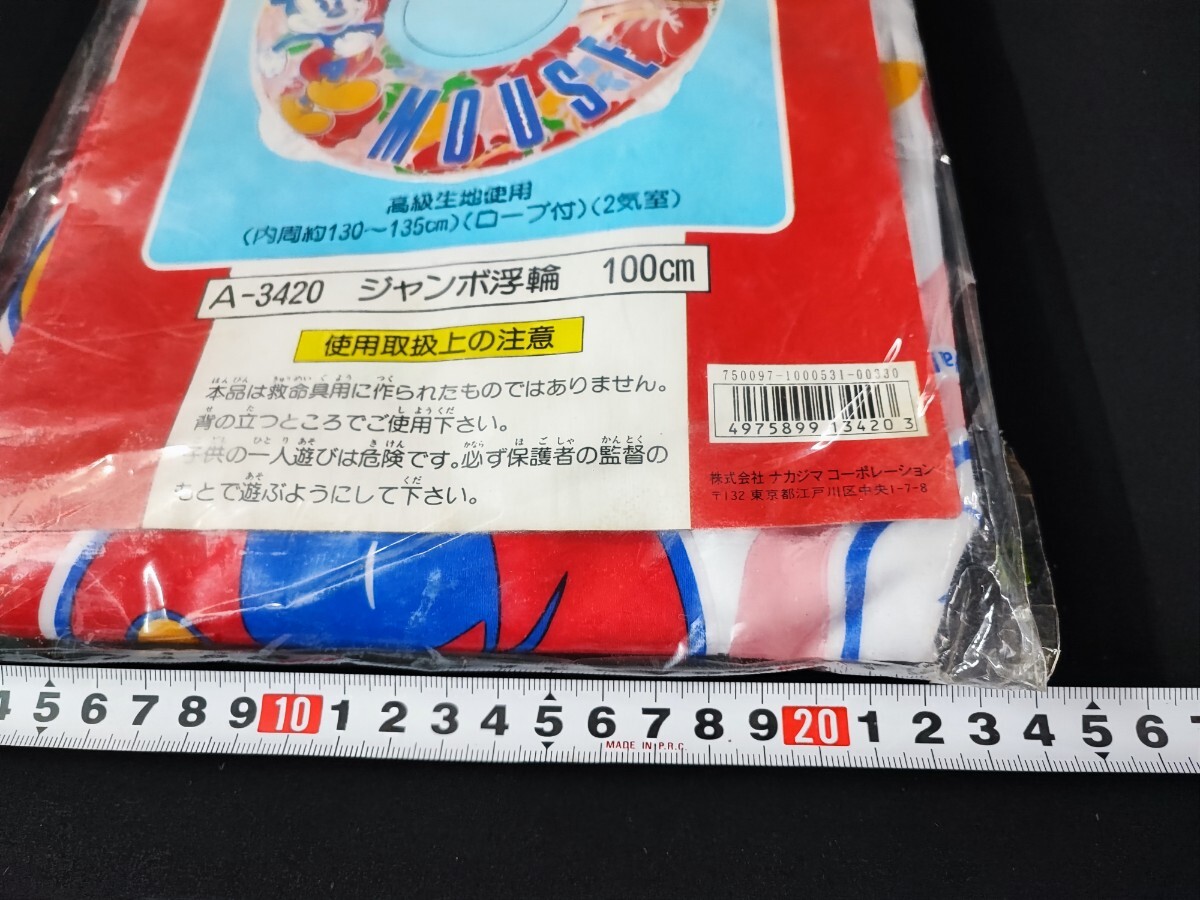 MOUSE
高級生地使用
(内周約130～135cm)(ロープ付)(2気室)
A-3420 ジャンボ浮輪 100cm
使用取扱上の注意
本品は救命具用に作られたものではありません。
背の立つところでご使用下さい。
子供の一人遊びは危険です。必ず保護者の監督の
もとで遊ぶようにして下さい。
750097-1000531-00330
4975899 13420 3
株式会社 ナカジマ コーポレーション
〒132 東京都江戸川区中央1-7-8
4 5 6 7 8 9 10 1 2 3 4 5 6 7 8 9 20 1 2 3 4 5 6 7
MADE IN P.R.C.